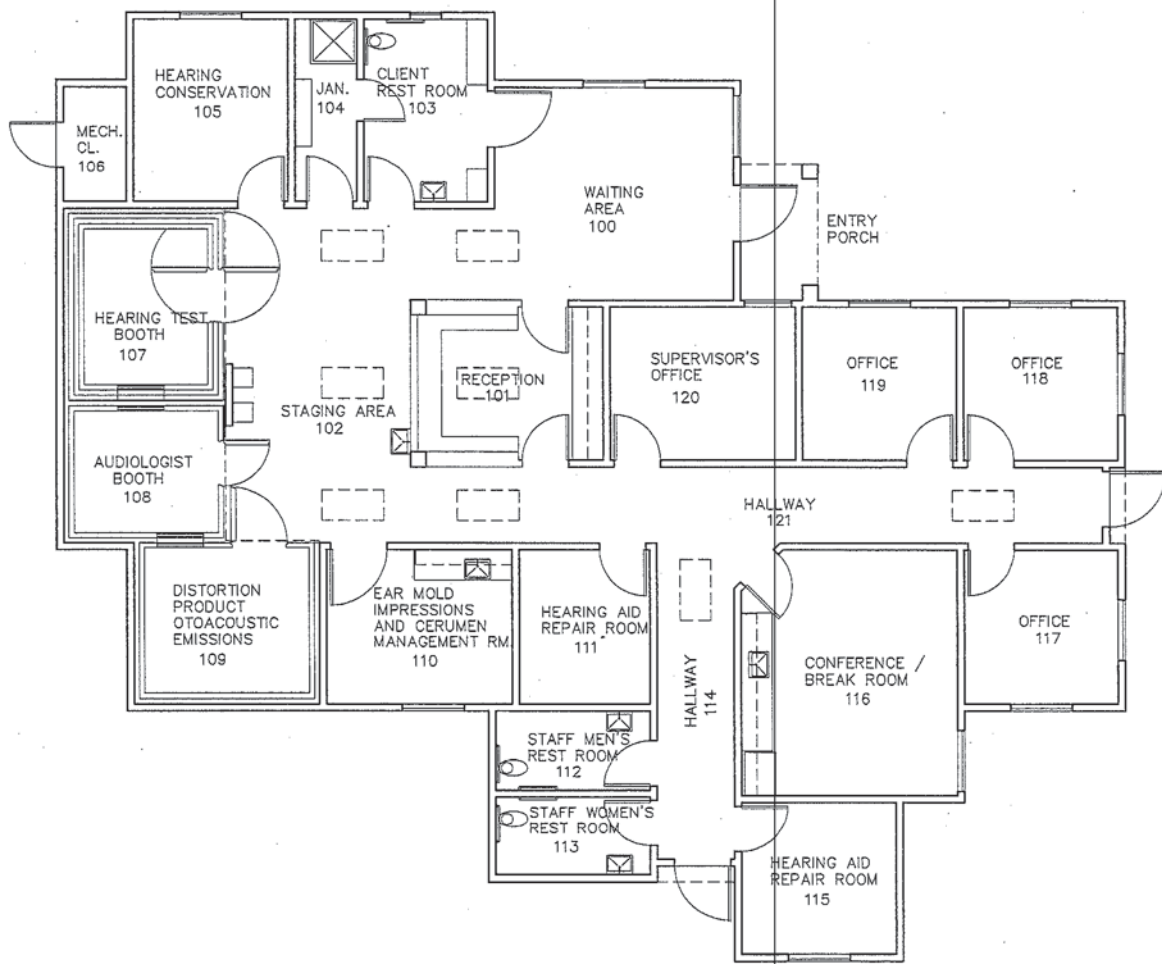 HEARING
CONSERVATION
105
JAN.
104
CLIENT
REST ROOM
103
MECH.
CL.
106
WAITING
AREA
100
ENTRY
PORCH
HEARING TEST
BOOTH
107
RECEPTION
101
SUPERVISOR'S
OFFICE
120
OFFICE
119
OFFICE
118
STAGING AREA
102
AUDIOLOGIST
BOOTH
108
HALLWAY
121
DISTORTION
PRODUCT
OTOACOUSTIC
EMISSIONS
109
EAR MOLD
IMPRESSIONS
AND CERUMEN
MANAGEMENT RM.
110
HEARING AID
REPAIR ROOM
111
HALLWAY
114
CONFERENCE /
BREAK ROOM
116
OFFICE
117
STAFF MEN'S
REST ROOM
112
STAFF WOMEN'S
REST ROOM
113
HEARING AID
REPAIR ROOM
115